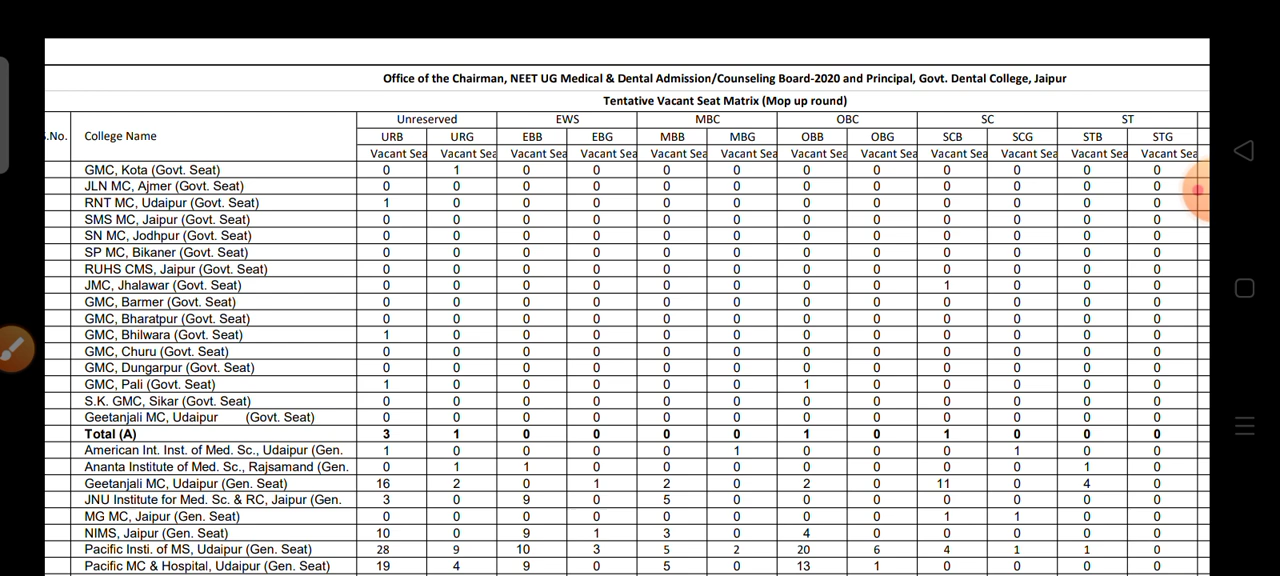 Office of the Chairman, NEET UG Medical & Dental Admission/Counseling Board-2020 and Principal, Govt. Dental College, Jaipur
Tentative Vacant Seat Matrix (Mop up round)
.No. College Name Unreserved EWS MBC OBC SC ST
URB URG EBB EBG MBB MBG OBB OBG SCB SCG STB STG
Vacant Sea Vacant Sea Vacant Sea Vacant Sea Vacant Sea Vacant Sea Vacant Sea Vacant Sea Vacant Sea Vacant Sea Vacant Sea Vacant Sea
GMC, Kota (Govt. Seat) 0 1 0 0 0 0 0 0 0 0 0 0
JLN MC, Ajmer (Govt. Seat) 0 0 0 0 0 0 0 0 0 0 0 0
RNT MC, Udaipur (Govt. Seat) 1 0 0 0 0 0 0 0 0 0 0 0
SMS MC, Jaipur (Govt. Seat) 0 0 0 0 0 0 0 0 0 0 0 0
SN MC, Jodhpur (Govt. Seat) 0 0 0 0 0 0 0 0 0 0 0 0
SP MC, Bikaner (Govt. Seat) 0 0 0 0 0 0 0 0 0 0 0 0
RUHS CMS, Jaipur (Govt. Seat) 0 0 0 0 0 0 0 0 0 0 0 0
JMC, Jhalawar (Govt. Seat) 0 0 0 0 0 0 0 0 1 0 0 0
GMC, Barmer (Govt. Seat) 0 0 0 0 0 0 0 0 0 0 0 0
GMC, Bharatpur (Govt. Seat) 0 0 0 0 0 0 0 0 0 0 0 0
GMC, Bhilwara (Govt. Seat) 1 0 0 0 0 0 0 0 0 0 0 0
GMC, Churu (Govt. Seat) 0 0 0 0 0 0 0 0 0 0 0 0
GMC, Dungarpur (Govt. Seat) 0 0 0 0 0 0 0 0 0 0 0 0
GMC, Pali (Govt. Seat) 1 0 0 0 0 0 1 0 0 0 0 0
S.K. GMC, Sikar (Govt. Seat) 0 0 0 0 0 0 0 0 0 0 0 0
Geetanjali MC, Udaipur (Govt. Seat) 0 0 0 0 0 0 0 0 0 0 0 0
Total (A) 3 1 0 0 0 0 1 0 1 0 0 0
American Int. Inst. of Med. Sc., Udaipur (Gen. 1 0 0 0 0 1 0 0 0 1 0 0
Ananta Institute of Med. Sc., Rajsamand (Gen. 0 1 1 0 0 0 0 0 0 0 1 0
Geetanjali MC, Udaipur (Gen. Seat) 16 2 0 1 2 0 2 0 11 0 4 0
JNU Institute for Med. Sc. & RC, Jaipur (Gen. 3 0 9 0 5 0 0 0 0 0 0 0
MG MC, Jaipur (Gen. Seat) 0 0 0 0 0 0 0 0 1 1 0 0
NIMS, Jaipur (Gen. Seat) 10 0 9 1 3 0 4 0 0 0 0 0
Pacific Insti. of MS, Udaipur (Gen. Seat) 28 9 10 3 5 2 20 6 4 1 1 0
Pacific MC & Hospital, Udaipur (Gen. Seat) 19 4 9 0 5 0 13 1 0 0 0 0